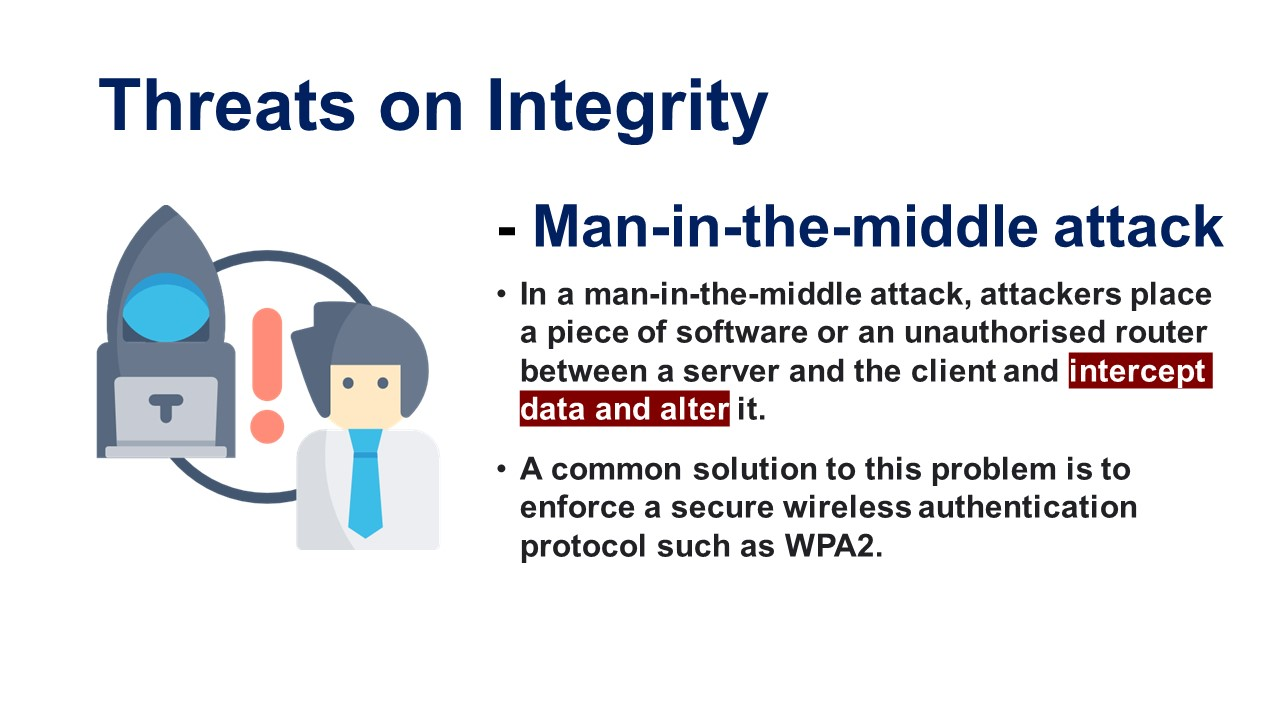 Threats on Integrity
- Man-in-the-middle attack
• In a man-in-the-middle attack, attackers place
a piece of software or an unauthorised router
between a server and the client and intercept
data and alter it.
• A common solution to this problem is to
enforce a secure wireless authentication
protocol such as WPA2.